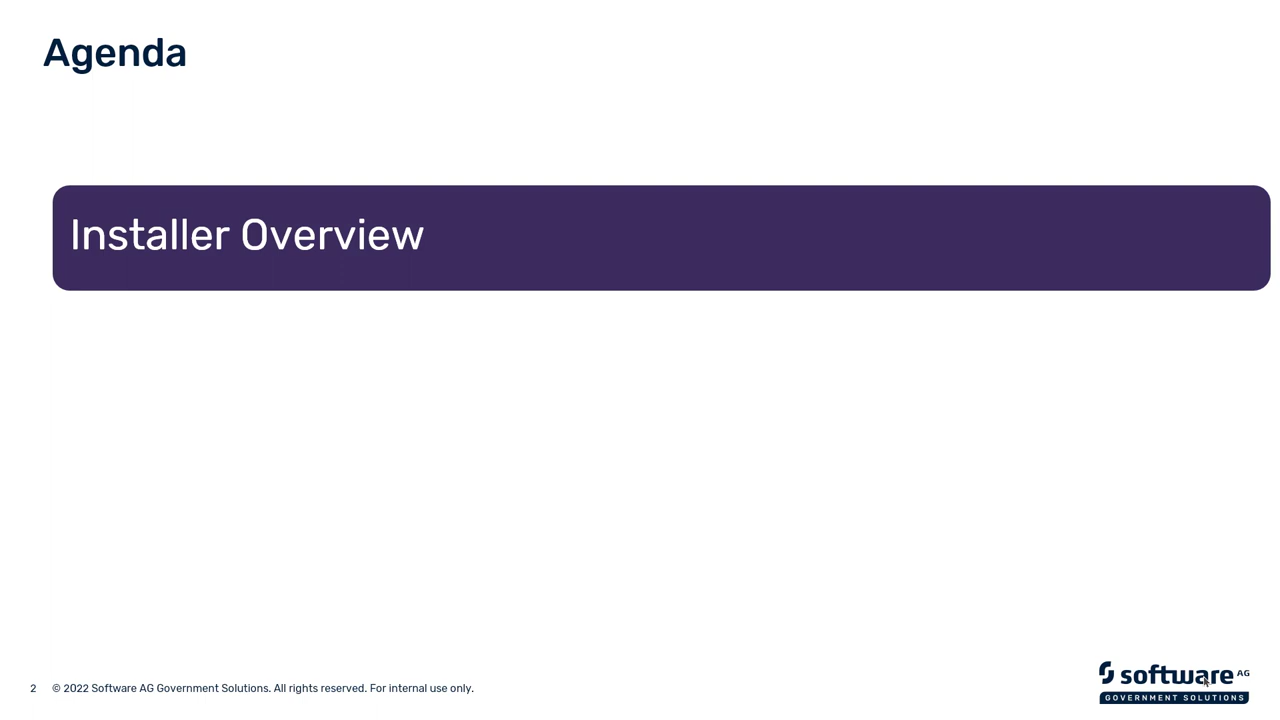 Agenda
Installer Overview
2 © 2022 Software AG Government Solutions. All rights reserved. For internal use only.
software AG
GOVERNMENT SOLUTIONS